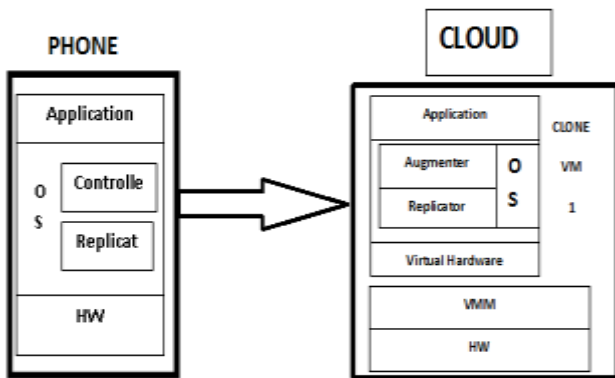 PHONE
Application
O
S
Controlle
Replicat
HW
CLOUD
Application
Augmenter
Replicator
O
S
Virtual Hardware
CLONE
VM
1
VMM
HW